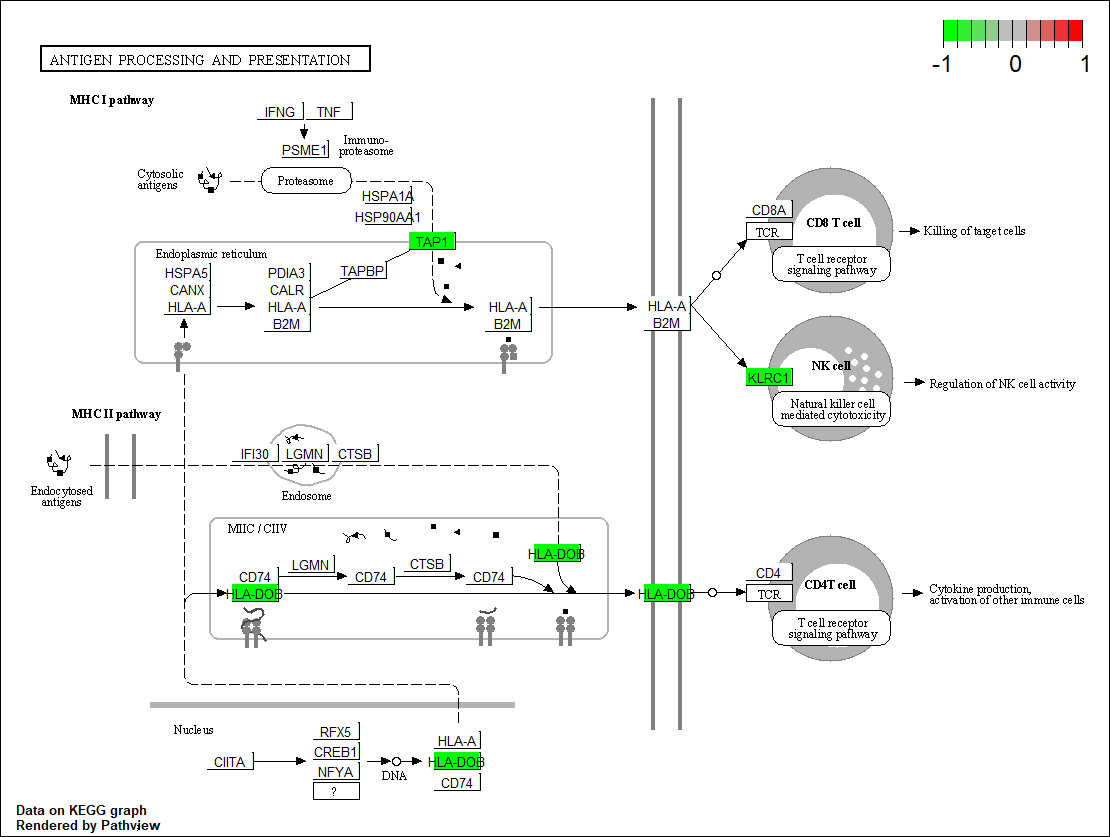 ANTIGEN PROCESSING AND PRESENTATION
-1 0 1
MHC I pathway
IFNG TNF
PSME1
Immuno-
proteasome
Cytosolic
antigens
Proteasome
HSPA1A
HSP90AA1
TAP1
Endoplasmic reticulum
HSPA5
CANX
HLA-A
PDIA3
CALR
HLA-A
B2M
TAPBP
HLA-A
B2M
HLA-A
B2M
CD8A
TCR
CD8 T cell
T cell receptor
signaling pathway
Killing of target cells
KLRC1
NK cell
Natural killer cell
mediated cytotoxicity
Regulation of NK cell activity
MHC II pathway
Endocytosed
antigens
IFI30 LGMN CTSB
Endosome
MIIC / CIIV
HLA-DOB
CD74 LGMN CD74 CTSB CD74
HLA-DOB
HLA-DOB
CD4
TCR
CD4T cell
T cell receptor
signaling pathway
Cytokine production,
activation of other immune cells
Nucleus
CIITA
RFX5
CREB1
NFYA
?
DNA
HLA-A
HLA-DOB
CD74
Data on KEGG graph
Rendered by Pathview